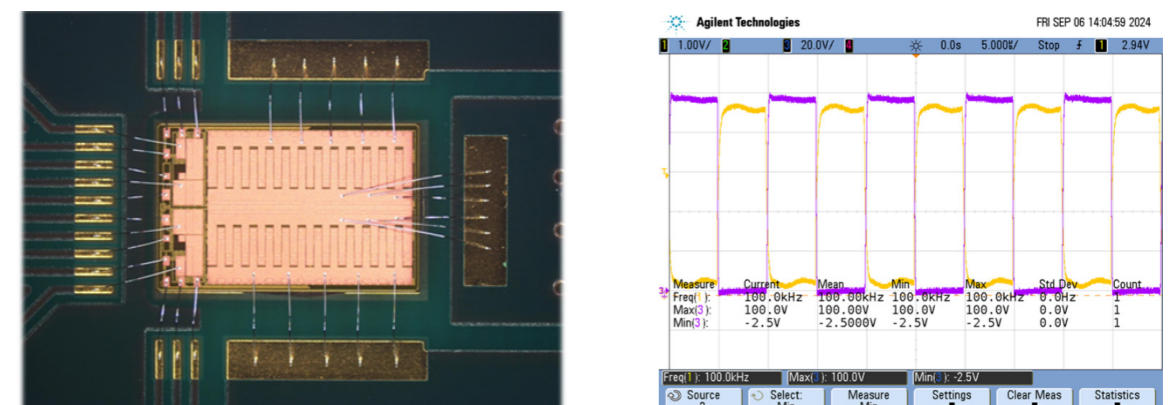 Agilent Technologies FRI SEP 06 14:04:59 2024
1 1.00V/ 2 3 20.0V/ 4 0.0s 5.000%/ Stop 1 2.94V
T
3
Measure Current Mean Min Max Std Dev Count
Freq(1): 100.0kHz 100.00kHz 100.0kHz 100.0kHz 0.0Hz 1
Max(3): 100.0V 100.00V 100.0V 100.0V 0.0V 1
Min(3): -2.5V -2.5000V -2.5V -2.5V 0.0V 1
Freq(1): 100.0kHz Max(3): 100.0V Min(3): -2.5V
Source Select: Measure Settings Clear Meas Statistics
Min Min